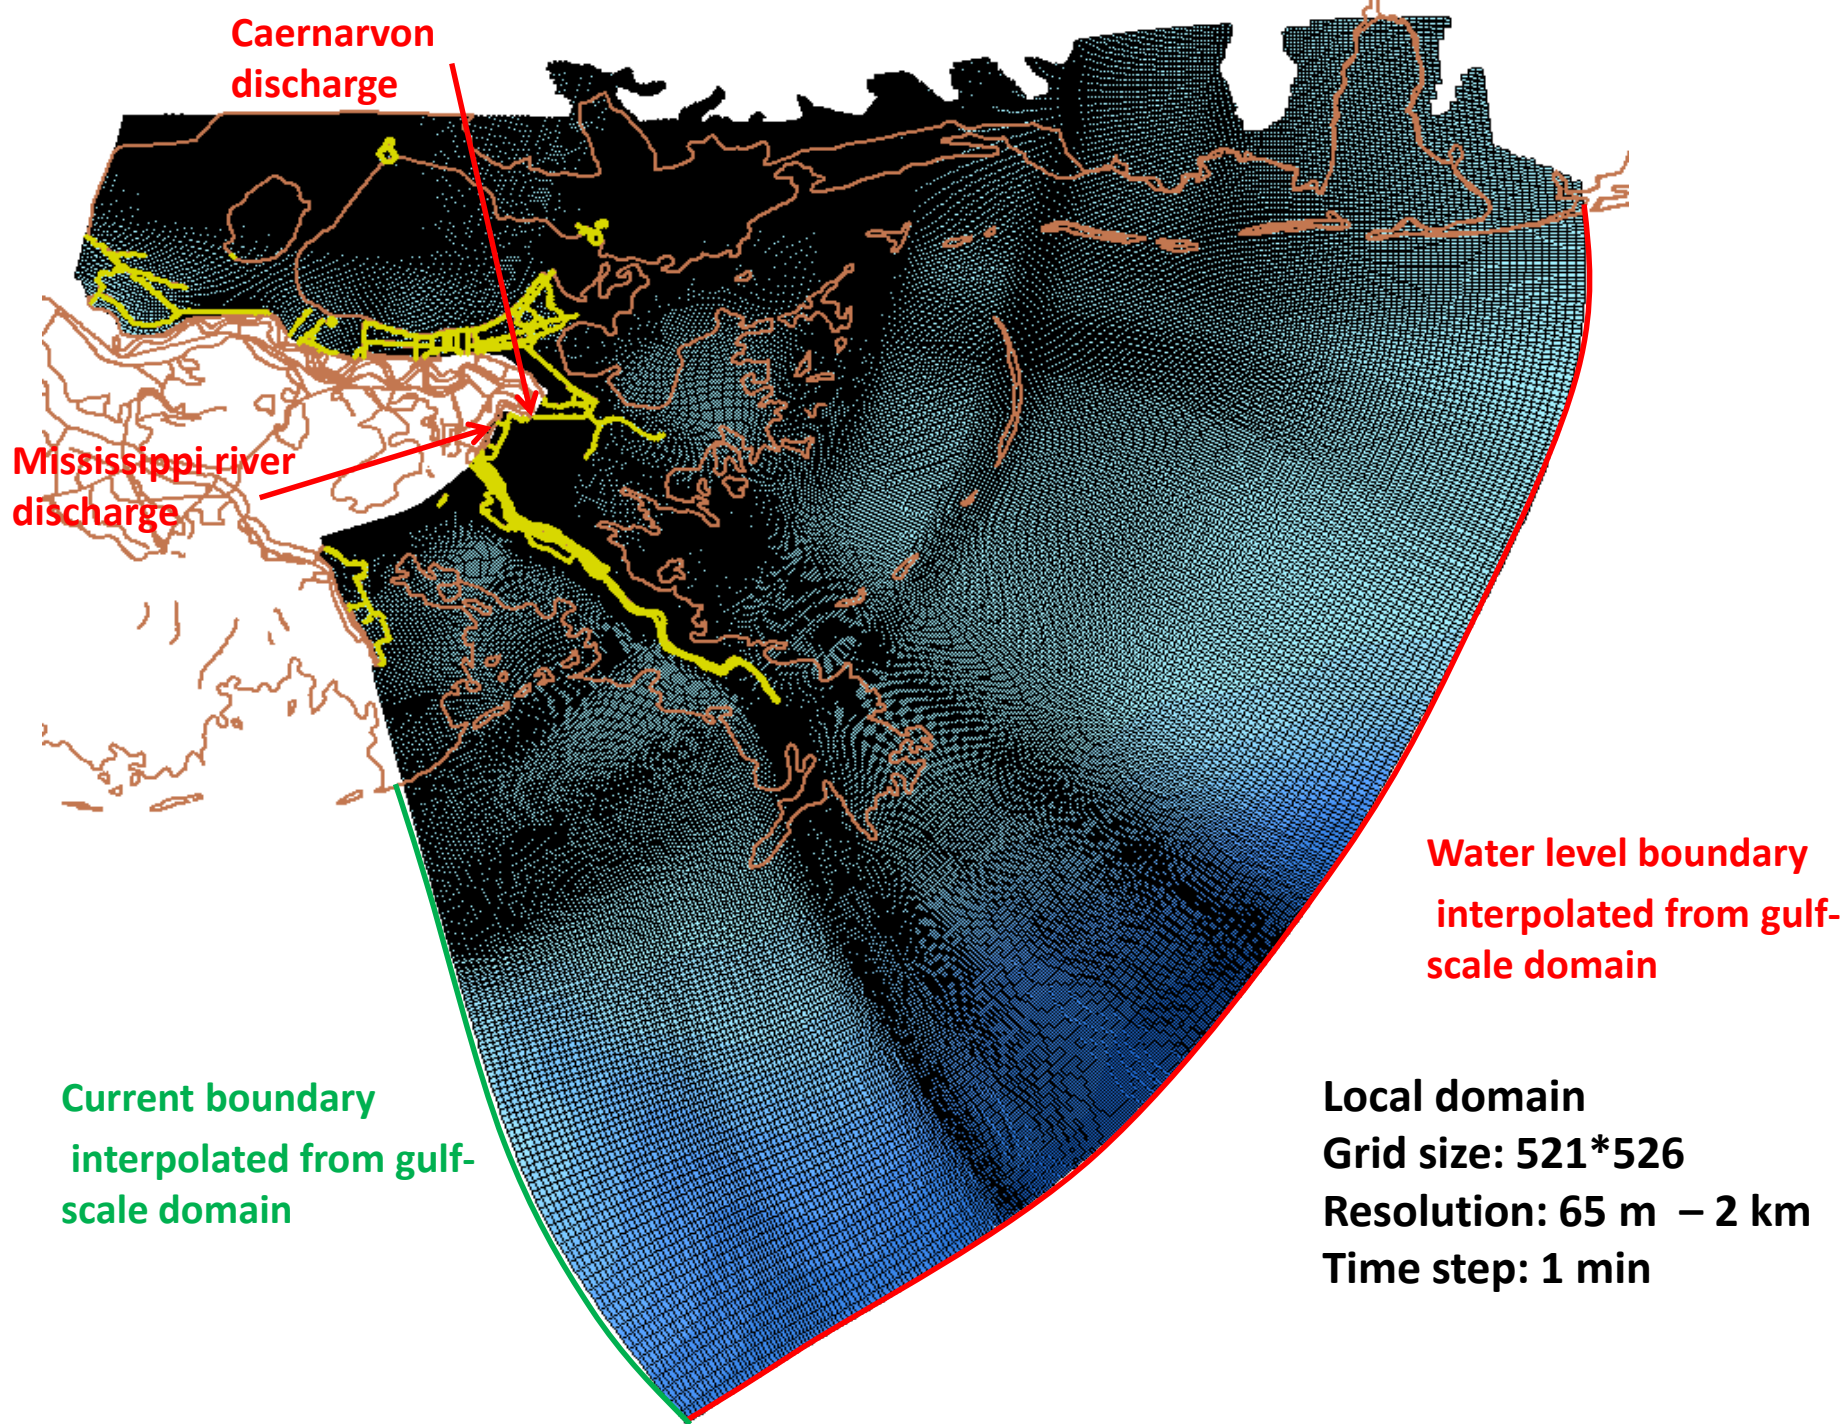 Caernarvon
discharge
Mississippi river
discharge
Water level boundary
interpolated from gulf-
scale domain
Current boundary
interpolated from gulf-
scale domain
Local domain
Grid size: 521*526
Resolution: 65 m – 2 km
Time step: 1 min